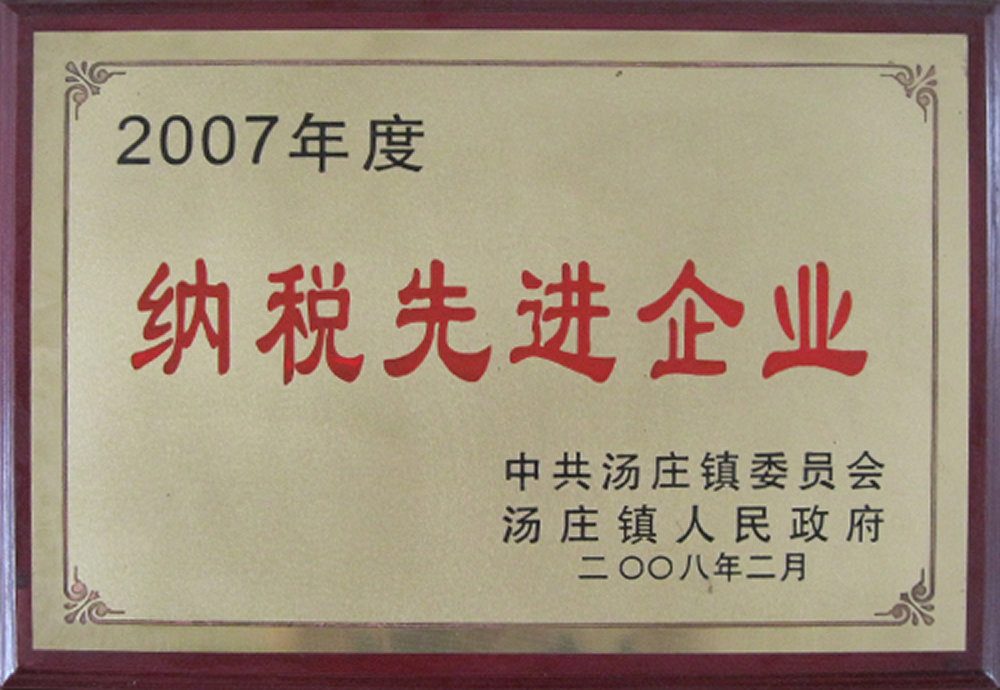 2007年度
纳税先进企业
中共汤庄镇委员会
汤庄镇人民政府
二〇〇八年二月